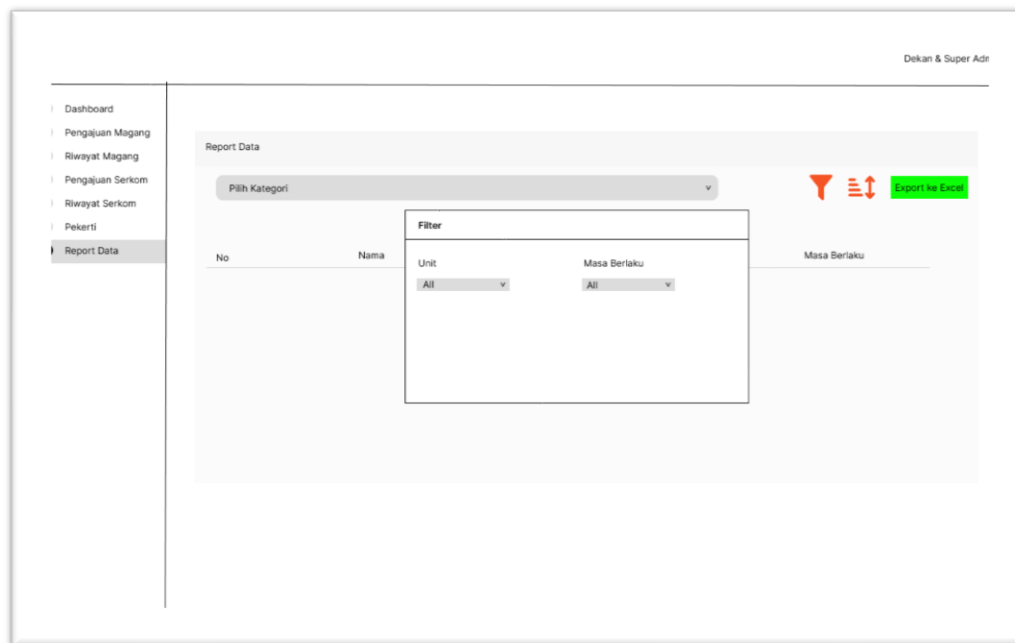 Dekan & Super Adm
Dashboard
Pengajuan Magang
Riwayat Magang
Pengajuan Serkom
Riwayat Serkom
Pekerti
Report Data
Report Data
Pilih Kategori
Export ke Excel
No
Nama
Masa Berlaku
Filter
Unit
Masa Berlaku
All
All